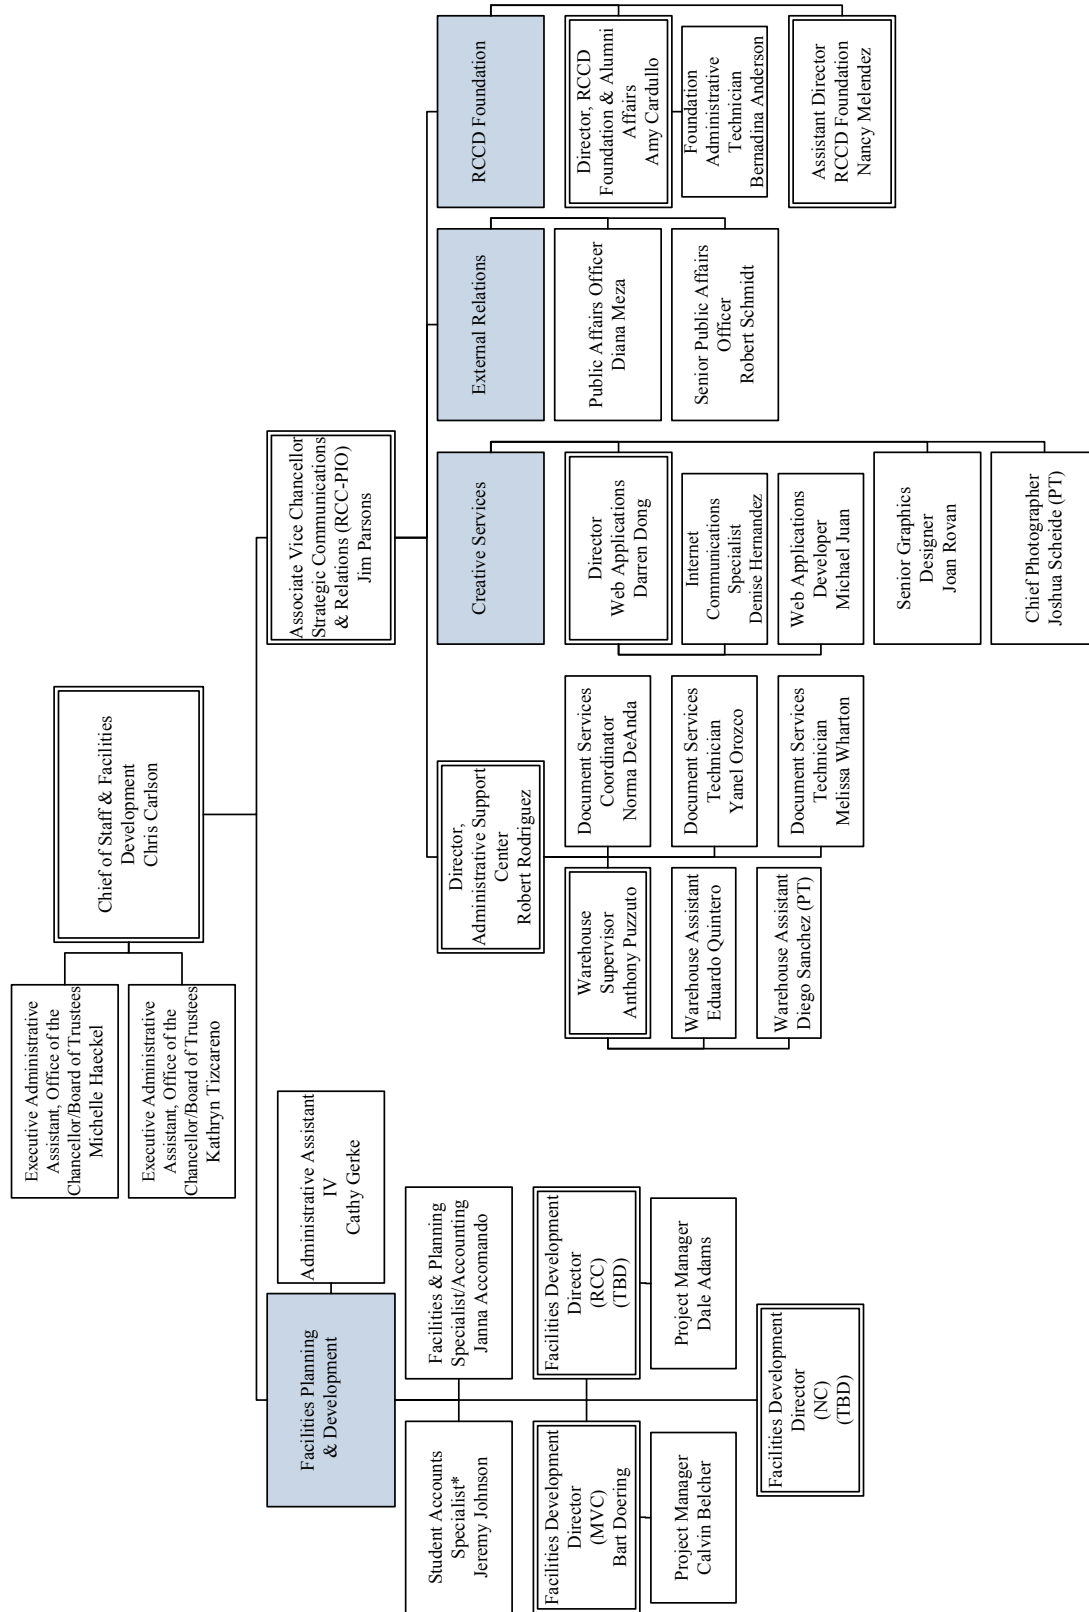 Executive Administrative
Assistant, Office of the
Chancellor/Board of Trustees
Michelle Haeckel
Executive Administrative
Assistant, Office of the
Chancellor/Board of Trustees
Kathryn Tizcareno
Chief of Staff & Facilities
Development
Chris Carlson
Facilities Planning
& Development
Administrative Assistant
IV
Cathy Gerke
Student Accounts
Specialist*
Jeremy Johnson
Facilities & Planning
Specialist/Accounting
Janna Accomando
Facilities Development
Director
(MVC)
Bart Doering
Facilities Development
Director
(RCC)
(TBD)
Project Manager
Calvin Belcher
Project Manager
Dale Adams
Facilities Development
Director
(NC)
(TBD)
Associate Vice Chancellor
Strategic Communications
& Relations (RCC-PIO)
Jim Parsons
Director,
Administrative Support
Center
Robert Rodriguez
Warehouse
Supervisor
Anthony Puzzuto
Document Services
Coordinator
Norma DeAnda
Warehouse Assistant
Eduardo Quintero
Document Services
Technician
Yanel Orozco
Warehouse Assistant
Diego Sanchez (PT)
Document Services
Technician
Melissa Wharton
Creative Services
Director
Web Applications
Darren Dong
Internet
Communications
Specialist
Denise Hernandez
Web Applications
Developer
Michael Juan
Senior Graphics
Designer
Joan Rovan
Chief Photographer
Joshua Scheide (PT)
External Relations
Public Affairs Officer
Diana Meza
Senior Public Affairs
Officer
Robert Schmidt
RCCD Foundation
Director, RCCD
Foundation & Alumni
Affairs
Amy Cardullo
Foundation
Administrative
Technician
Bernadina Anderson
Assistant Director
RCCD Foundation
Nancy Melendez